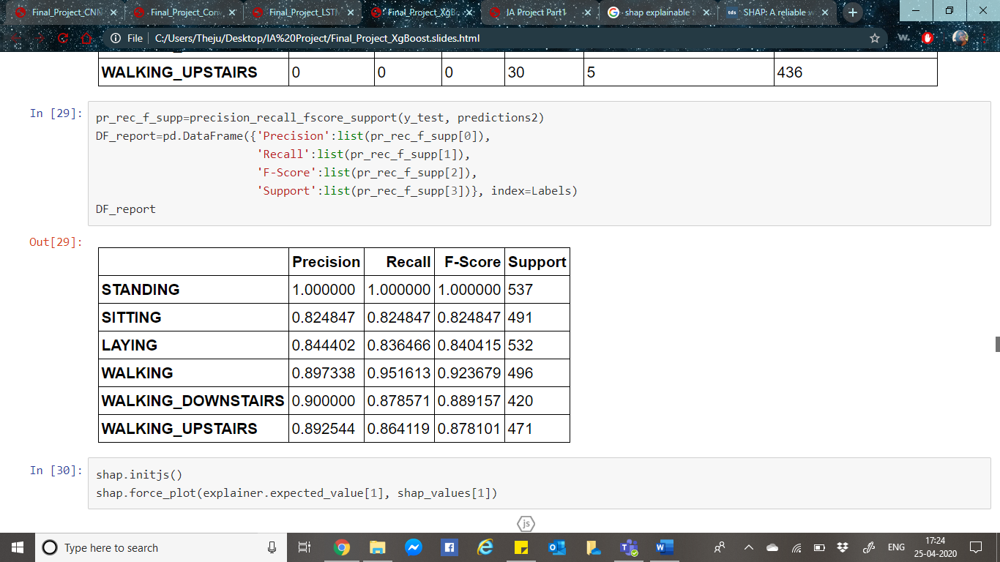 Final_Project_CNN
Final_Project_Con
Final_Project_LSTM
Final_Project_XgB
IA Project Part1
shap explainable
tds SHAP: A reliable
File C:/Users/Theju/Desktop/IA%20Project/Final_Project_XgBoost.slides.html
W.
WALKING_UPSTAIRS 0 0 0 30 5 436
In [29]: pr_rec_f_supp=precision_recall_fscore_support(y_test, predictions2)
DF_report=pd.DataFrame({'Precision':list(pr_rec_f_supp[0]),
'Recall':list(pr_rec_f_supp[1]),
'F-Score':list(pr_rec_f_supp[2]),
'Support':list(pr_rec_f_supp[3])}, index=Labels)
DF_report
Out[29]:
Precision Recall F-Score Support
STANDING 1.000000 1.000000 1.000000 537
SITTING 0.824847 0.824847 0.824847 491
LAYING 0.844402 0.836466 0.840415 532
WALKING 0.897338 0.951613 0.923679 496
WALKING_DOWNSTAIRS 0.900000 0.878571 0.889157 420
WALKING_UPSTAIRS 0.892544 0.864119 0.878101 471
In [30]: shap.initjs()
shap.force_plot(explainer.expected_value[1], shap_values[1])
js
Type here to search
ENG
17:24
25-04-2020